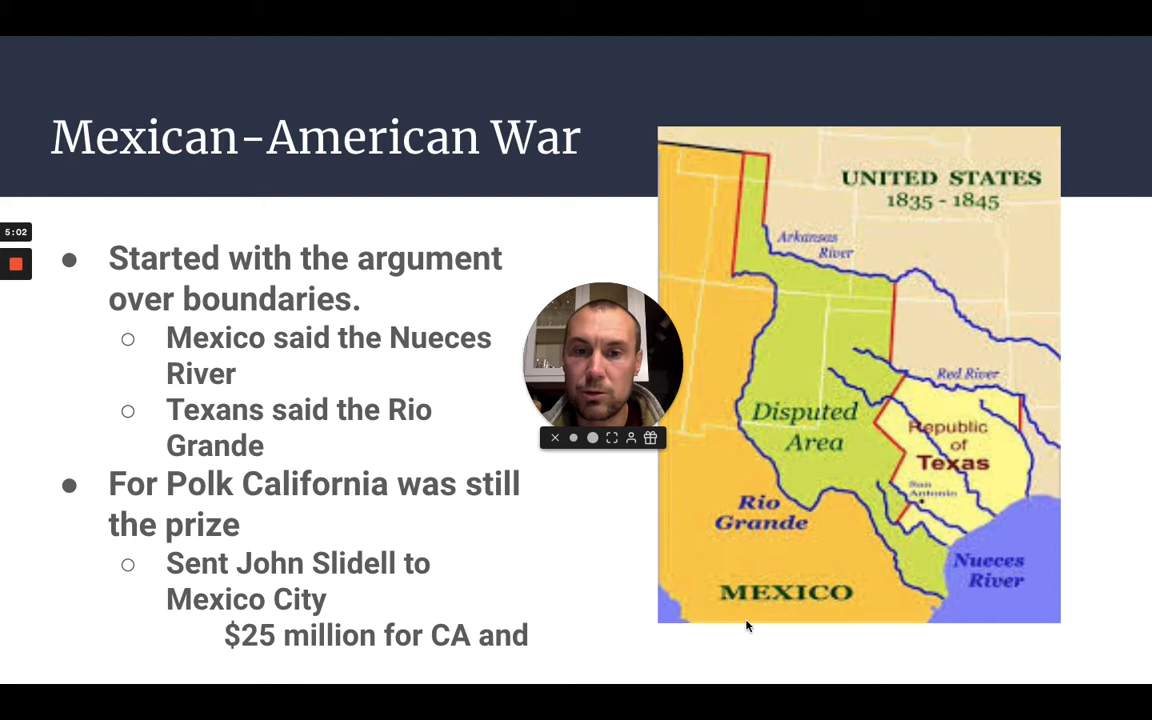 Mexican-American War
5:02
● Started with the argument
over boundaries.
○ Mexico said the Nueces
River
○ Texans said the Rio
Grande
● For Polk California was still
the prize
○ Sent John Slidell to
Mexico City
$25 million for CA and
UNITED STATES
1835 - 1845
Arkansas
River
Red River
Disputed
Area
Republic
of
Texas
San
Antonio
Rio
Grande
Nueces
River
MEXICO